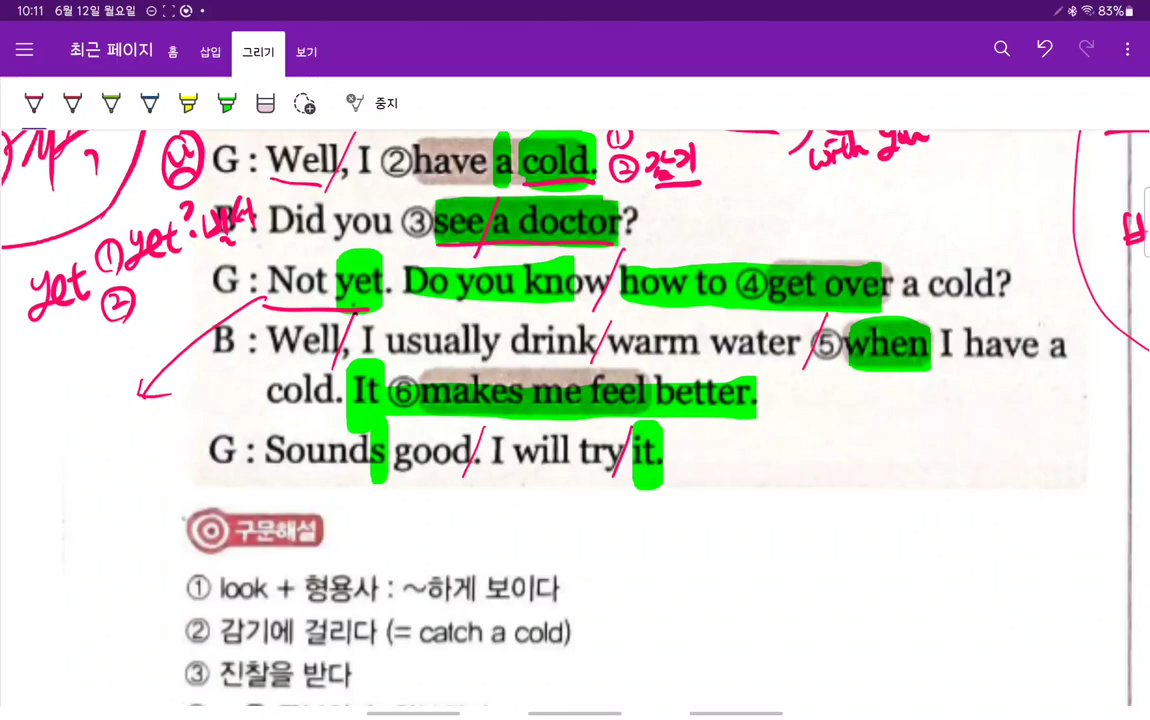 10:11 6월 12일 월요일 83%
최근 페이지 홈 삽입 그리기 보기
중지
with you
G : Well, I ②have a cold. ① ② 감기
B : Did you ③see a doctor?
yet ① yet? ②
G : Not yet. Do you know how to ④get over a cold?
B : Well, I usually drink warm water ⑤when I have a
cold. It ⑥makes me feel better.
G : Sounds good. I will try it.
구문해설
① look + 형용사 : ~하게 보이다
② 감기에 걸리다 (= catch a cold)
③ 진찰을 받다